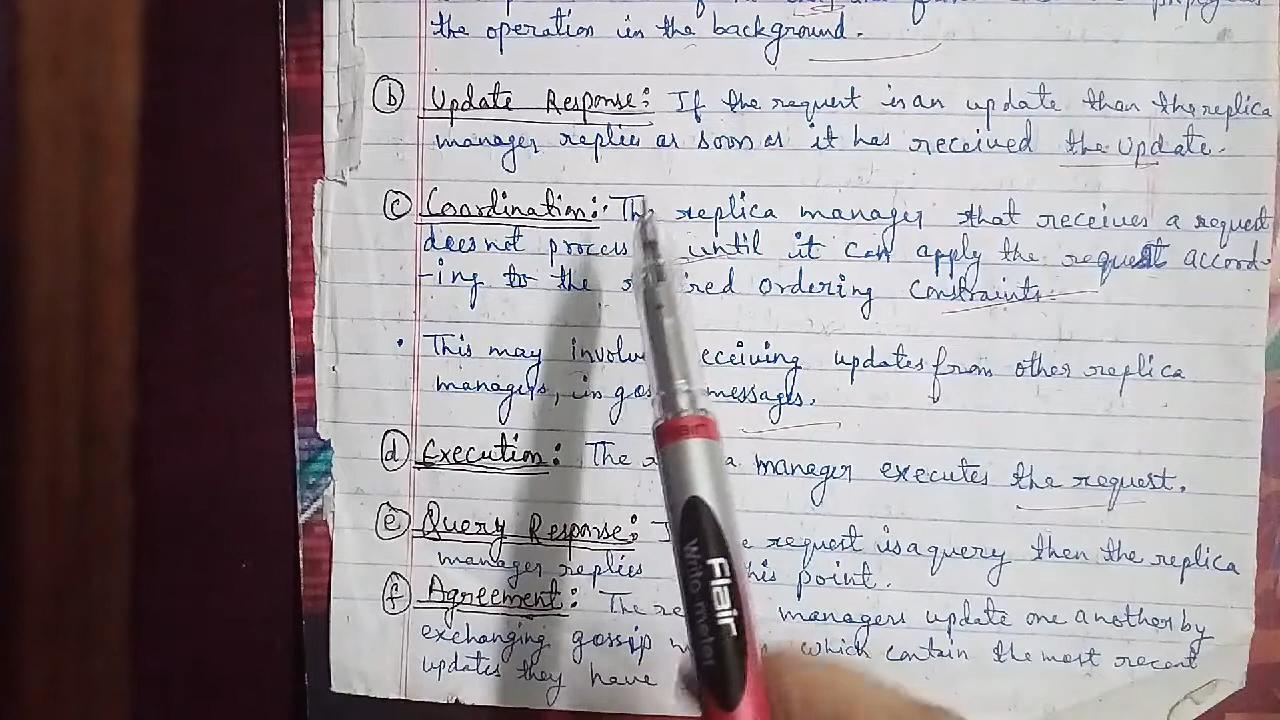 the operation in the background.
(b) Update Response: If the request is an update than the replica
manager replies as soon as it has received the update.
(c) Coordination: The replica manager that receives a request
does not process until it can apply the request accord-
-ing to the ordering constraints.
• This may involve receiving updates from other replica
managers, in messages.
(d) Execution: The manager executes the request.
(e) Query Response: request is a query then the replica
manager replies this point.
(f) Agreement: The managers update one another by
exchanging gossip which contain the most recent
updates they have
Flair
Writo meter